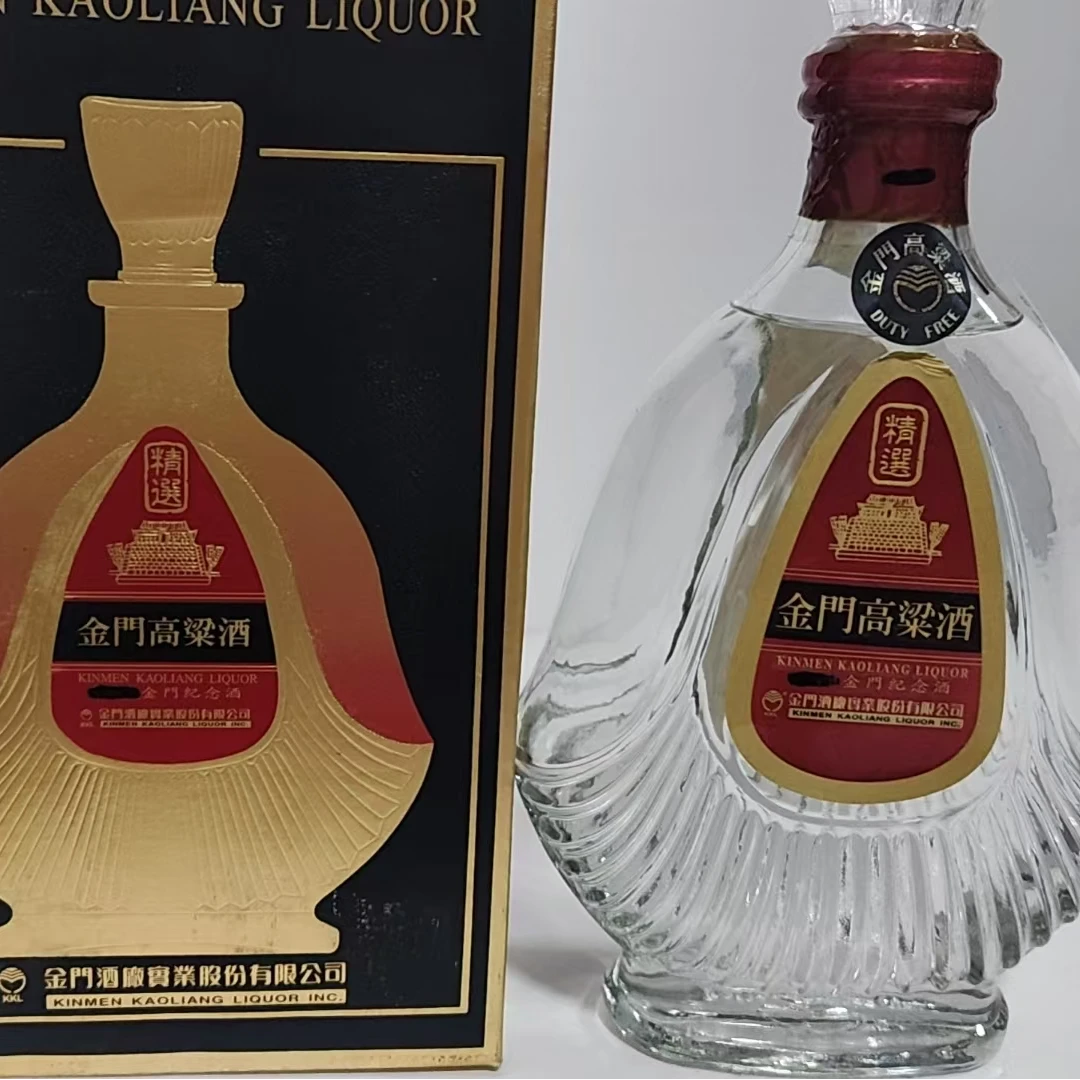 KAOLIANG LIQUOR
精選
金門高粱酒
KINMEN KAOLIANG LIQUOR
金門紀念酒
KKL
金門酒廠實業股份有限公司
KINMEN KAOLIANG LIQUOR INC.
KKL
金門酒廠實業股份有限公司
KINMEN KAOLIANG LIQUOR INC.
金門高粱酒
DUTY FREE
精選
金門高粱酒
KINMEN KAOLIANG LIQUOR
金門紀念酒
KKL
金門酒廠實業股份有限公司
KINMEN KAOLIANG LIQUOR INC.